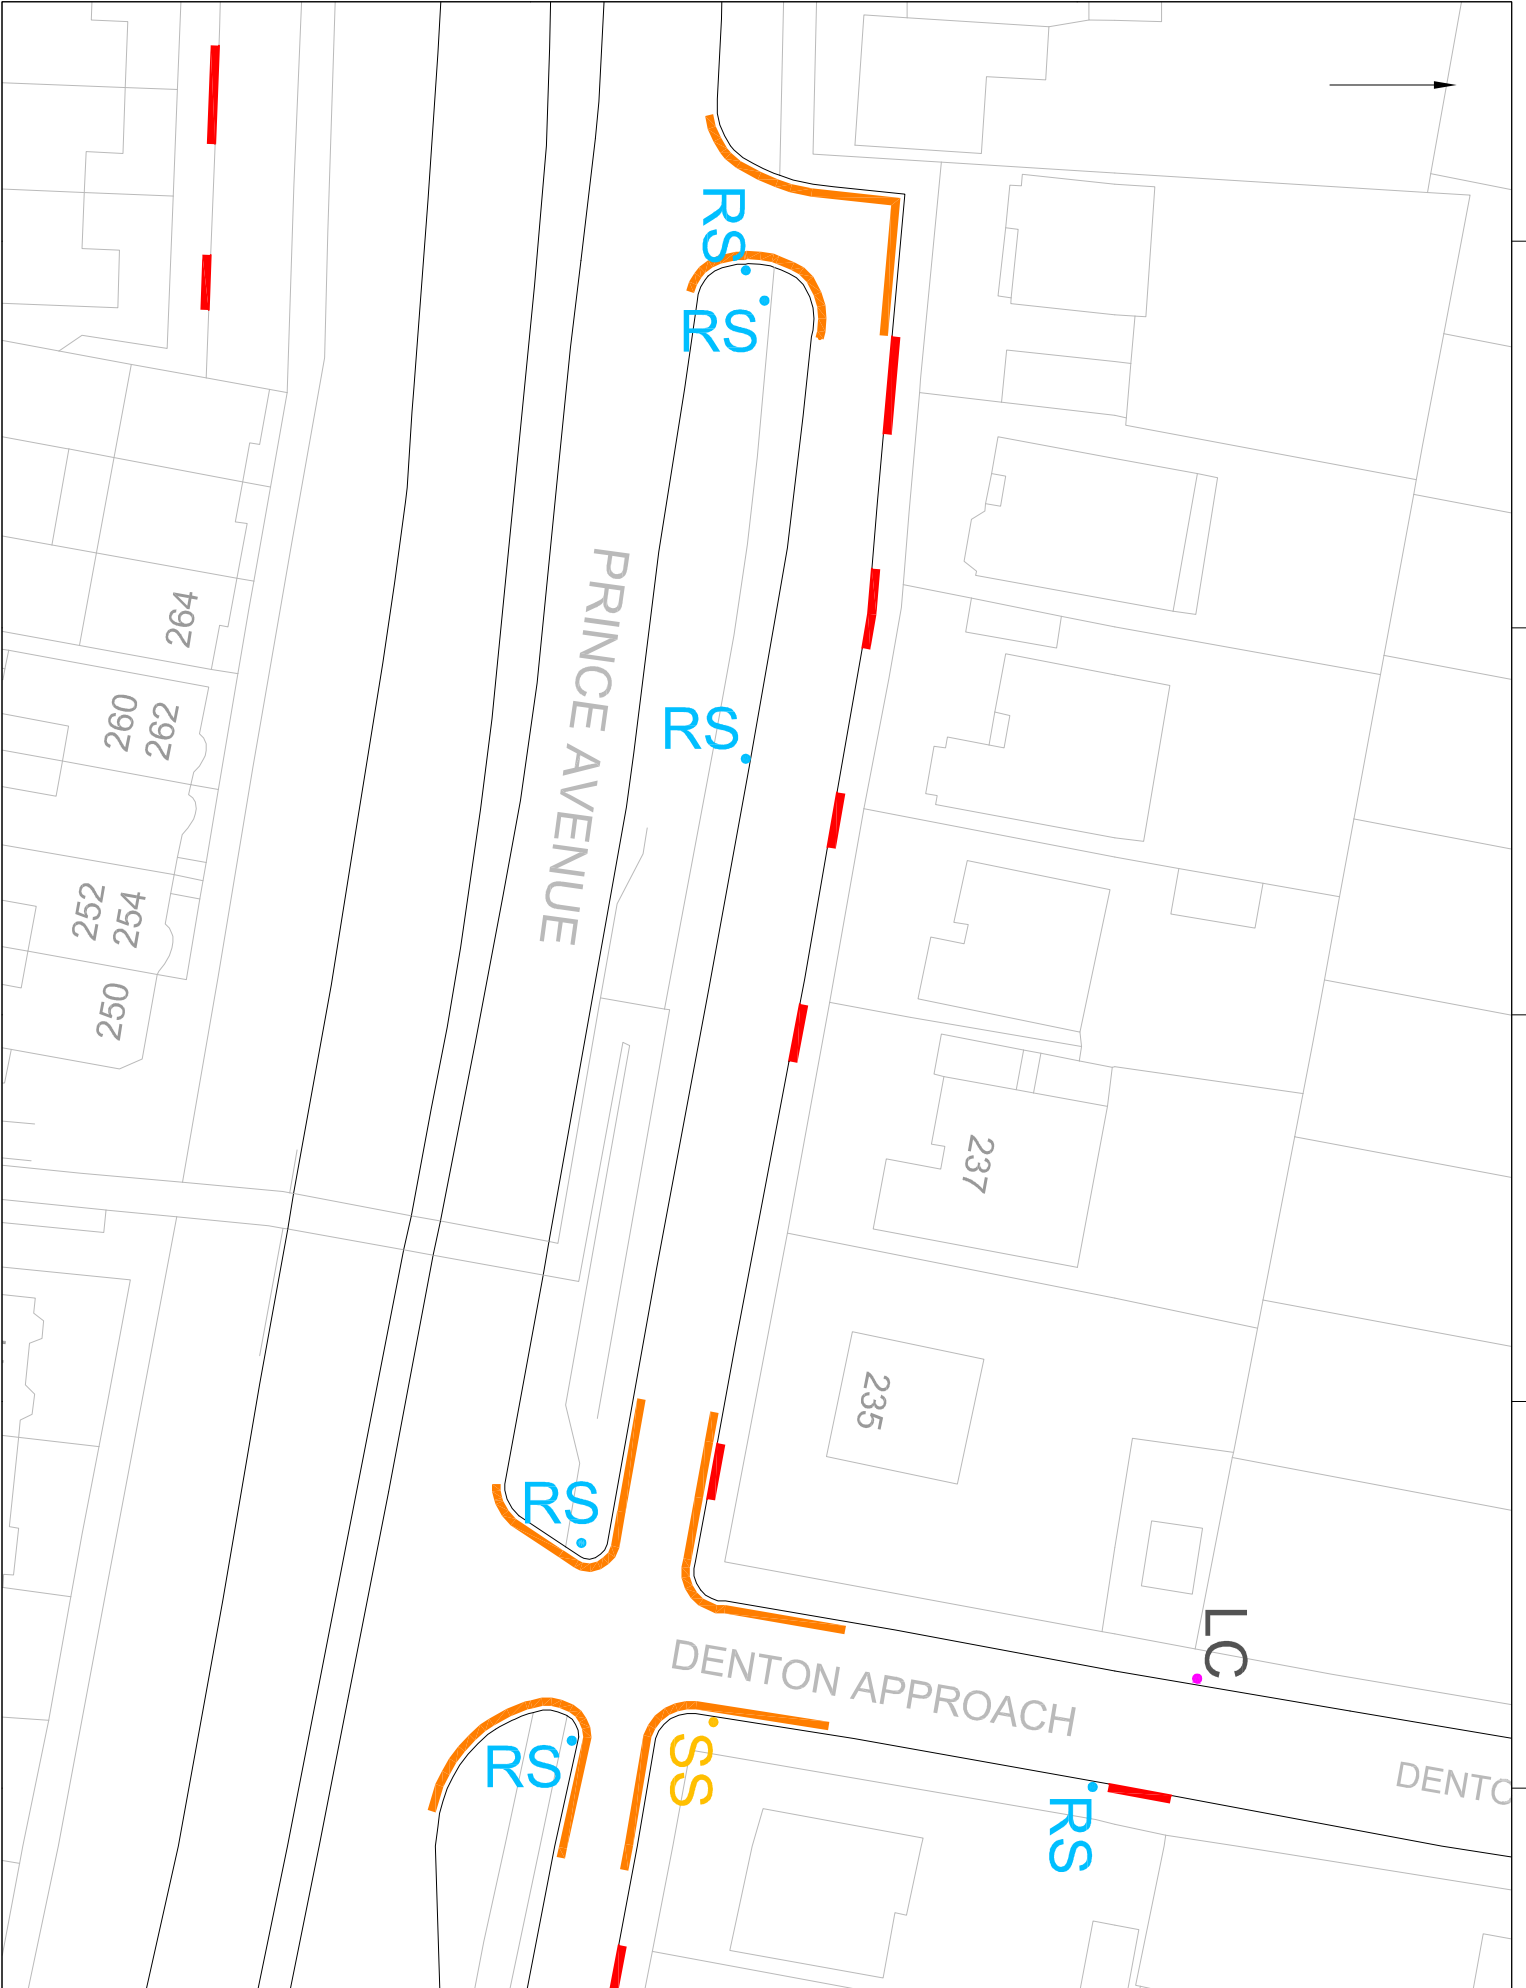 RS
RS
264
PRINCE AVENUE
260
262
RS
252
254
250
237
235
RS
LC
DENTON APPROACH
RS
SS
RS
DENTO